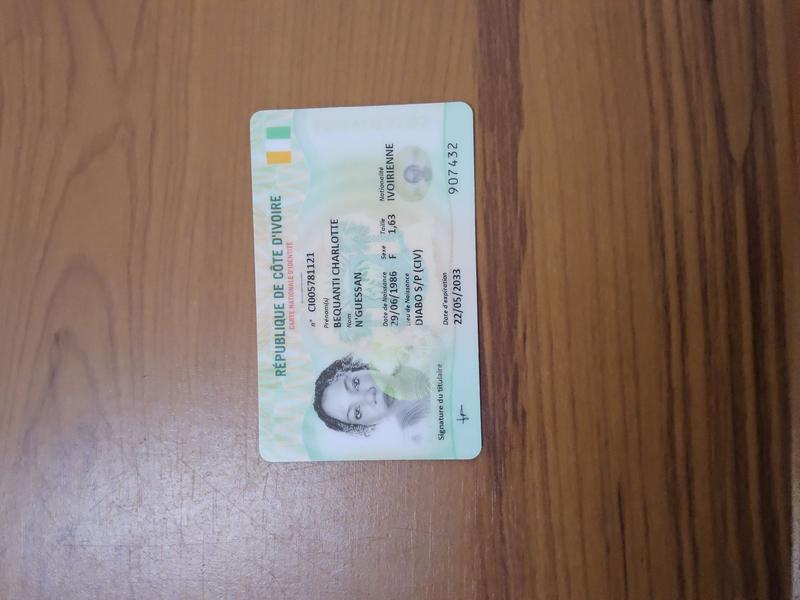 RÉPUBLIQUE DE CÔTE D'IVOIRE
CARTE NATIONALE D'IDENTITÉ
n° CI005781121
Prénom(s)
BEQUANTI CHARLOTTE
Nom
N'GUESSAN
Date de Naissance Sexe Taille Nationalité
29/06/1986 F 1,63 IVOIRIENNE
Lieu de Naissance
DIABO S/P (CIV)
Date d'expiration
22/05/2033
907432
Signature du titulaire